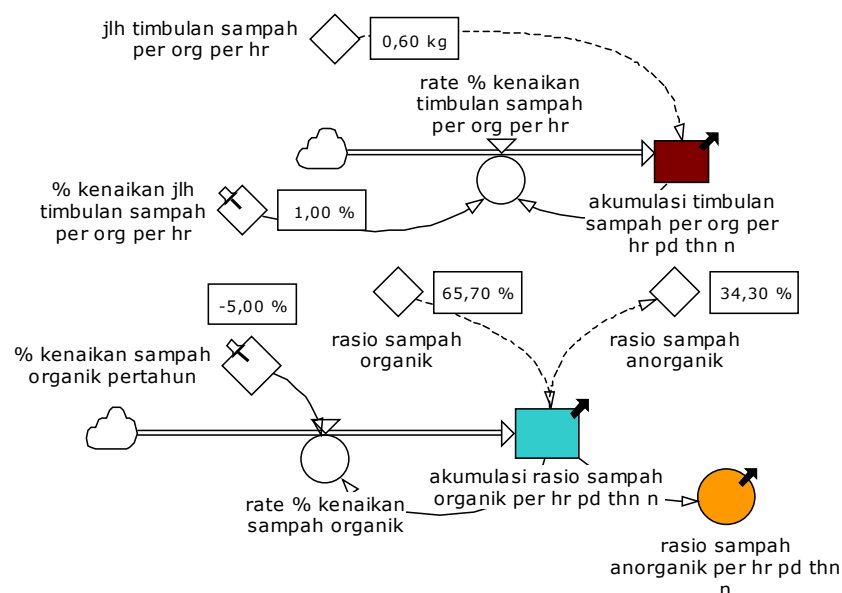 jlh timbulan sampah
per org per hr
0,60 kg
rate % kenaikan
timbulan sampah
per org per hr
% kenaikan jlh
timbulan sampah
per org per hr
1,00 %
akumulasi timbulan
sampah per org per
hr pd thn n
-5,00 %
65,70 %
34,30 %
rasio sampah
organik
rasio sampah
anorganik
% kenaikan sampah
organik pertahun
akumulasi rasio sampah
organik per hr pd thn n
rate % kenaikan
sampah organik
rasio sampah
anorganik per hr pd thn
n